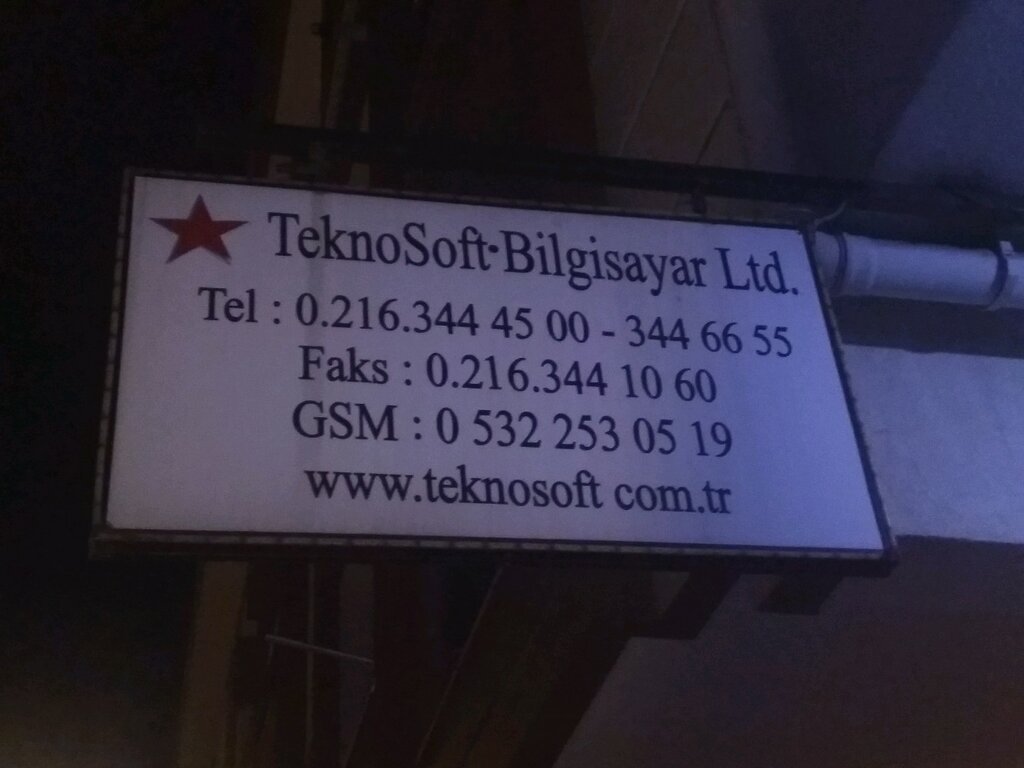 TeknoSoft·Bilgisayar Ltd.
Tel : 0.216.344 45 00 - 344 66 55
Faks : 0.216.344 10 60
GSM : 0 532 253 05 19
www.teknosoft com.tr